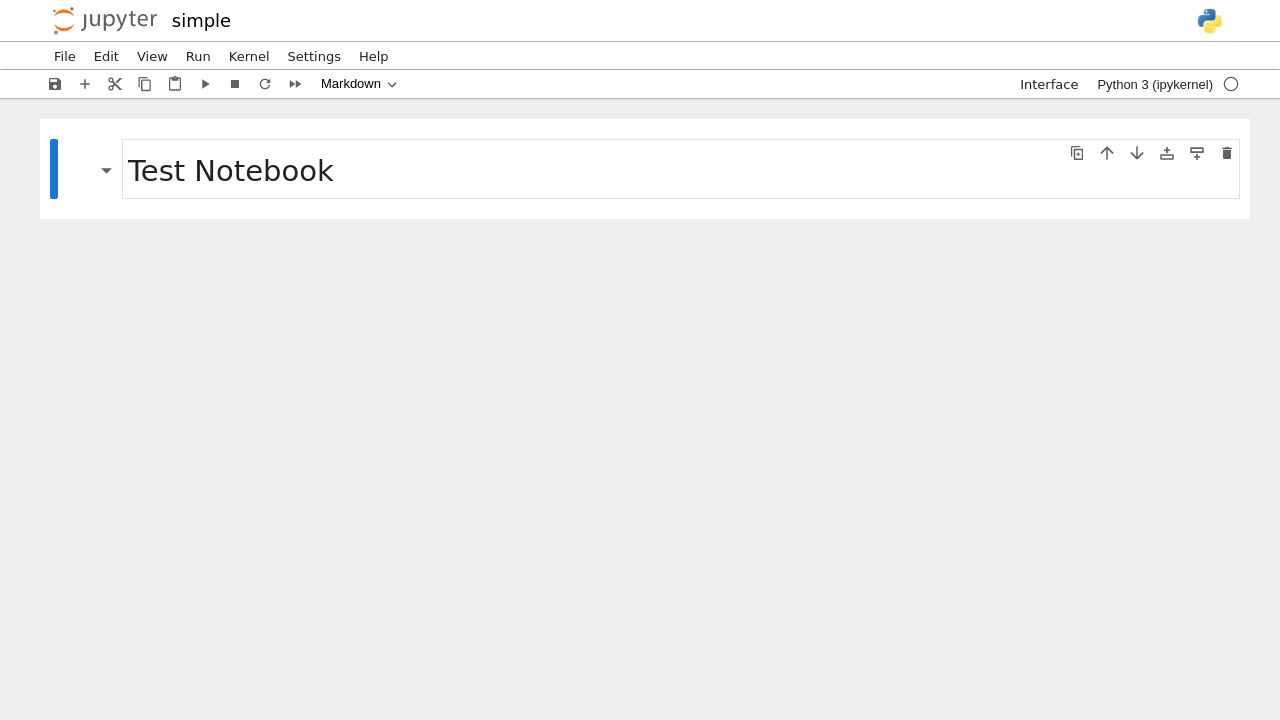 jupyter simple
File Edit View Run Kernel Settings Help
Markdown Interface Python 3 (ipykernel)
Test Notebook